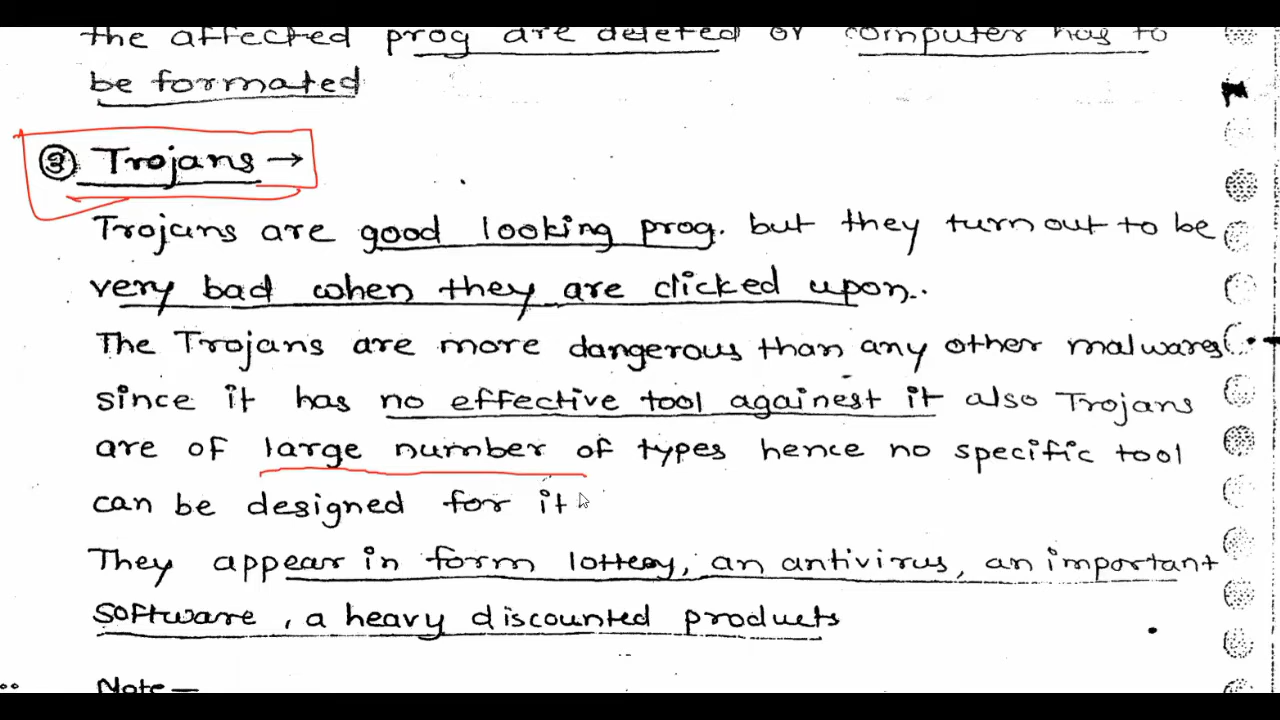 the affected prog are deleted or computer has to
be formated
③ Trojans →
Trojans are good looking prog. but they turn out to be
very bad when they are clicked upon..
The Trojans are more dangerous than any other malwares
since it has no effective tool againest it also Trojans
are of large number of types hence no specific tool
can be designed for it
They appear in form lottery, an antivirus, an important
software, a heavy discounted products
Note —